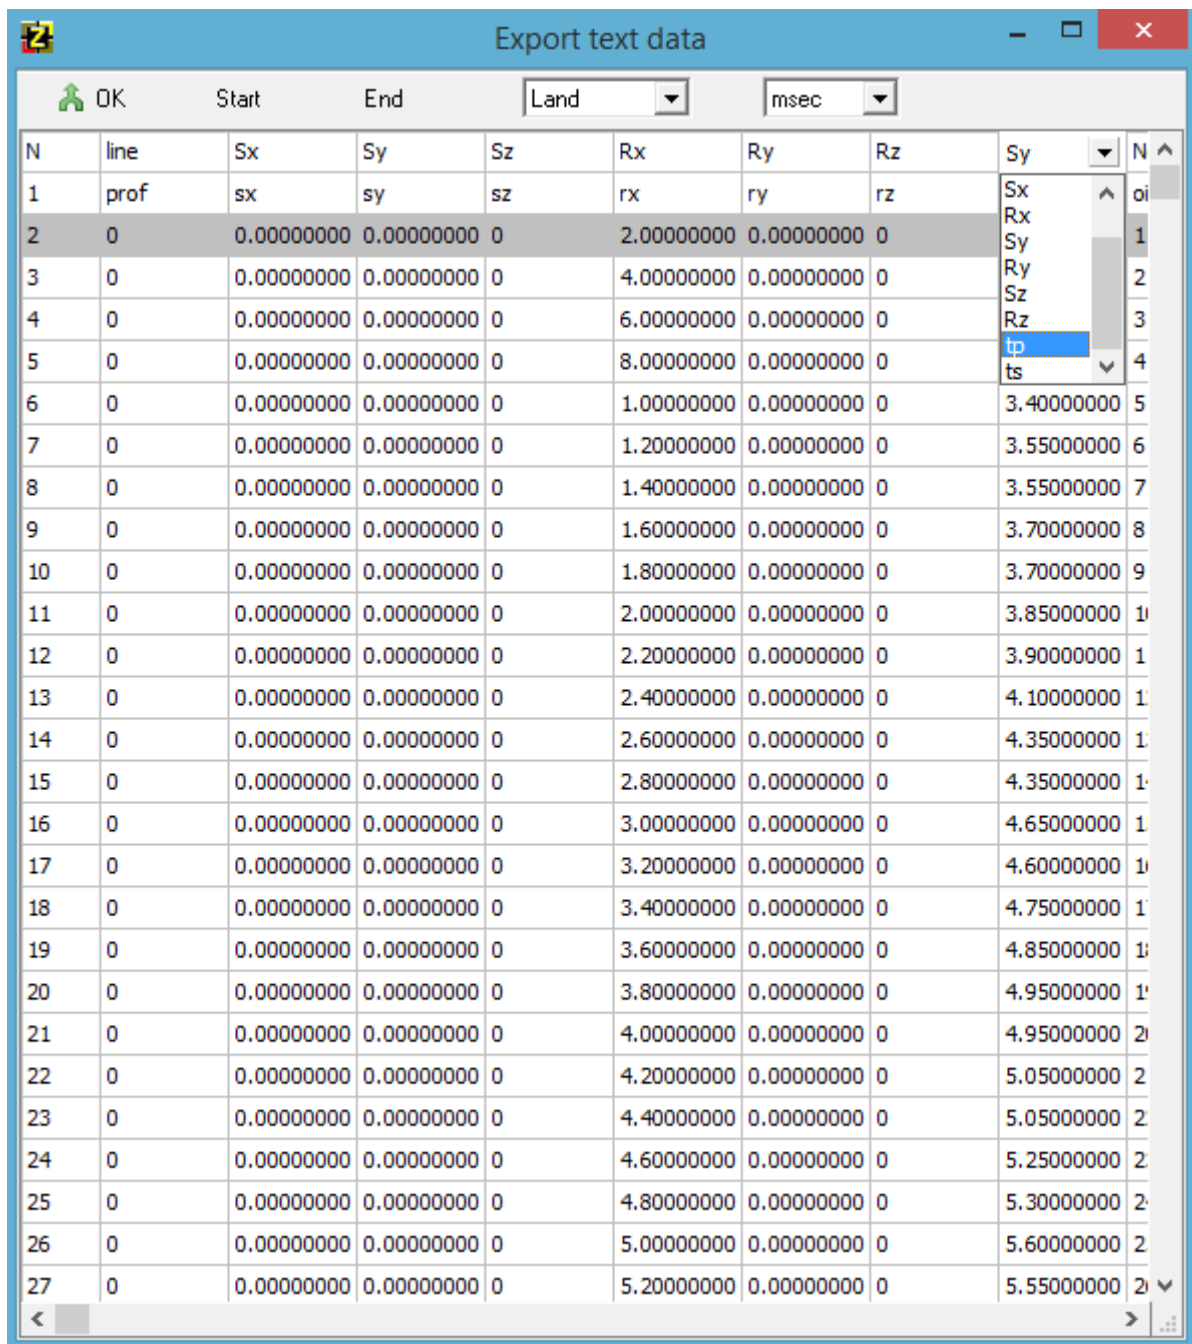 Z Export text data
OK Start End Land msec
N line Sx Sy Sz Rx Ry Rz Sy N
1 prof sx sy sz rx ry rz Sx oi
Rx
2 0 0.00000000 0.00000000 0 2.00000000 0.00000000 0 Sy 1
3 0 0.00000000 0.00000000 0 4.00000000 0.00000000 0 Ry 2
Sz
4 0 0.00000000 0.00000000 0 6.00000000 0.00000000 0 Rz 3
tp
5 0 0.00000000 0.00000000 0 8.00000000 0.00000000 0 ts 4
6 0 0.00000000 0.00000000 0 1.00000000 0.00000000 0 3.40000000 5
7 0 0.00000000 0.00000000 0 1.20000000 0.00000000 0 3.55000000 6
8 0 0.00000000 0.00000000 0 1.40000000 0.00000000 0 3.55000000 7
9 0 0.00000000 0.00000000 0 1.60000000 0.00000000 0 3.70000000 8
10 0 0.00000000 0.00000000 0 1.80000000 0.00000000 0 3.70000000 9
11 0 0.00000000 0.00000000 0 2.00000000 0.00000000 0 3.85000000
12 0 0.00000000 0.00000000 0 2.20000000 0.00000000 0 3.90000000
13 0 0.00000000 0.00000000 0 2.40000000 0.00000000 0 4.10000000
14 0 0.00000000 0.00000000 0 2.60000000 0.00000000 0 4.35000000
15 0 0.00000000 0.00000000 0 2.80000000 0.00000000 0 4.35000000
16 0 0.00000000 0.00000000 0 3.00000000 0.00000000 0 4.65000000
17 0 0.00000000 0.00000000 0 3.20000000 0.00000000 0 4.60000000
18 0 0.00000000 0.00000000 0 3.40000000 0.00000000 0 4.75000000
19 0 0.00000000 0.00000000 0 3.60000000 0.00000000 0 4.85000000
20 0 0.00000000 0.00000000 0 3.80000000 0.00000000 0 4.95000000
21 0 0.00000000 0.00000000 0 4.00000000 0.00000000 0 4.95000000
22 0 0.00000000 0.00000000 0 4.20000000 0.00000000 0 5.05000000
23 0 0.00000000 0.00000000 0 4.40000000 0.00000000 0 5.05000000
24 0 0.00000000 0.00000000 0 4.60000000 0.00000000 0 5.25000000
25 0 0.00000000 0.00000000 0 4.80000000 0.00000000 0 5.30000000
26 0 0.00000000 0.00000000 0 5.00000000 0.00000000 0 5.60000000
27 0 0.00000000 0.00000000 0 5.20000000 0.00000000 0 5.55000000